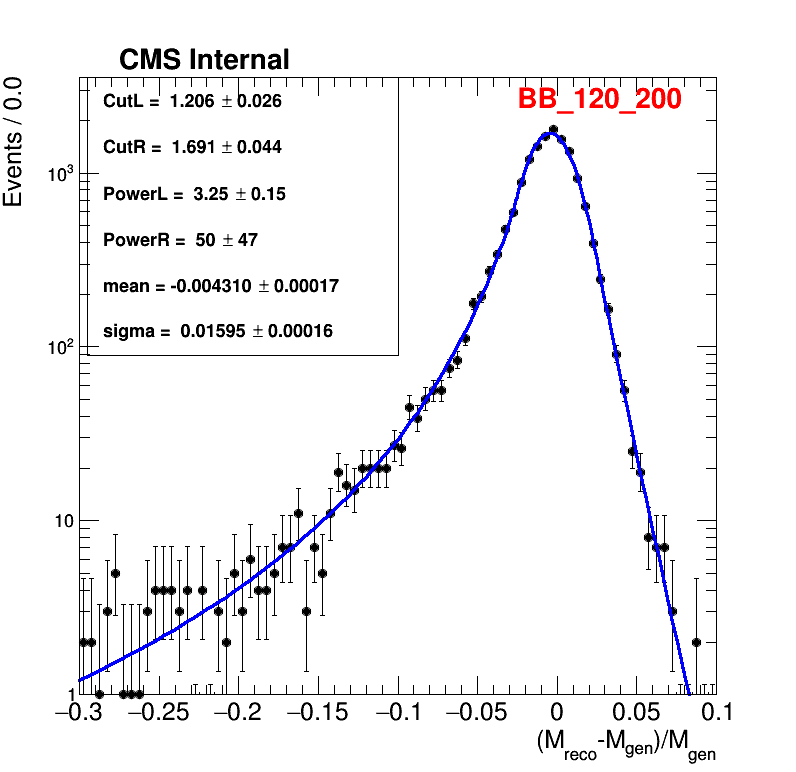 CMS Internal
Events / 0.0
BB_120_200
CutL = 1.206 ± 0.026
CutR = 1.691 ± 0.044
PowerL = 3.25 ± 0.15
PowerR = 50 ± 47
mean = -0.004310 ± 0.00017
sigma = 0.01595 ± 0.00016
10³
10²
10
1
−0.3 −0.25 −0.2 −0.15 −0.1 −0.05 0 0.05 0.1
(M_reco-M_gen)/M_gen